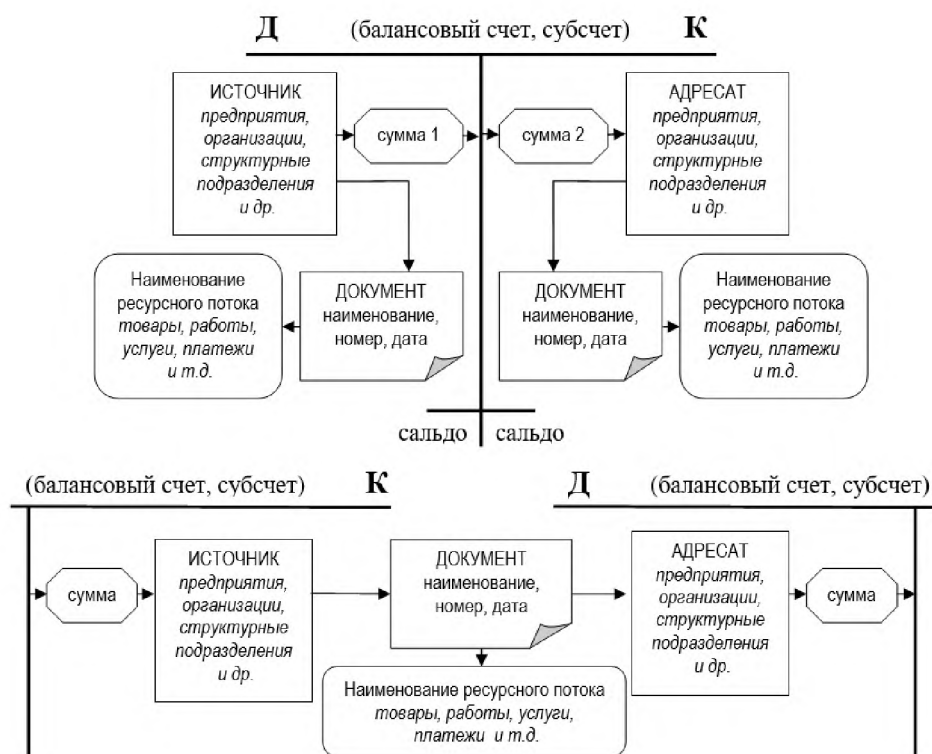 Д (балансовый счет, субсчет) К
ИСТОЧНИК
предприятия,
организации,
структурные
подразделения
и др.
сумма 1
сумма 2
АДРЕСАТ
предприятия,
организации,
структурные
подразделения
и др.
Наименование
ресурсного потока
товары, работы,
услуги, платежи
и т.д.
ДОКУМЕНТ
наименование,
номер, дата
ДОКУМЕНТ
наименование,
номер, дата
Наименование
ресурсного потока
товары, работы,
услуги, платежи
и т.д.
сальдо сальдо
(балансовый счет, субсчет) К
Д (балансовый счет, субсчет)
сумма
ИСТОЧНИК
предприятия,
организации,
структурные
подразделения
и др.
ДОКУМЕНТ
наименование,
номер, дата
АДРЕСАТ
предприятия,
организации,
структурные
подразделения
и др.
сумма
Наименование ресурсного потока
товары, работы, услуги,
платежи и т.д.